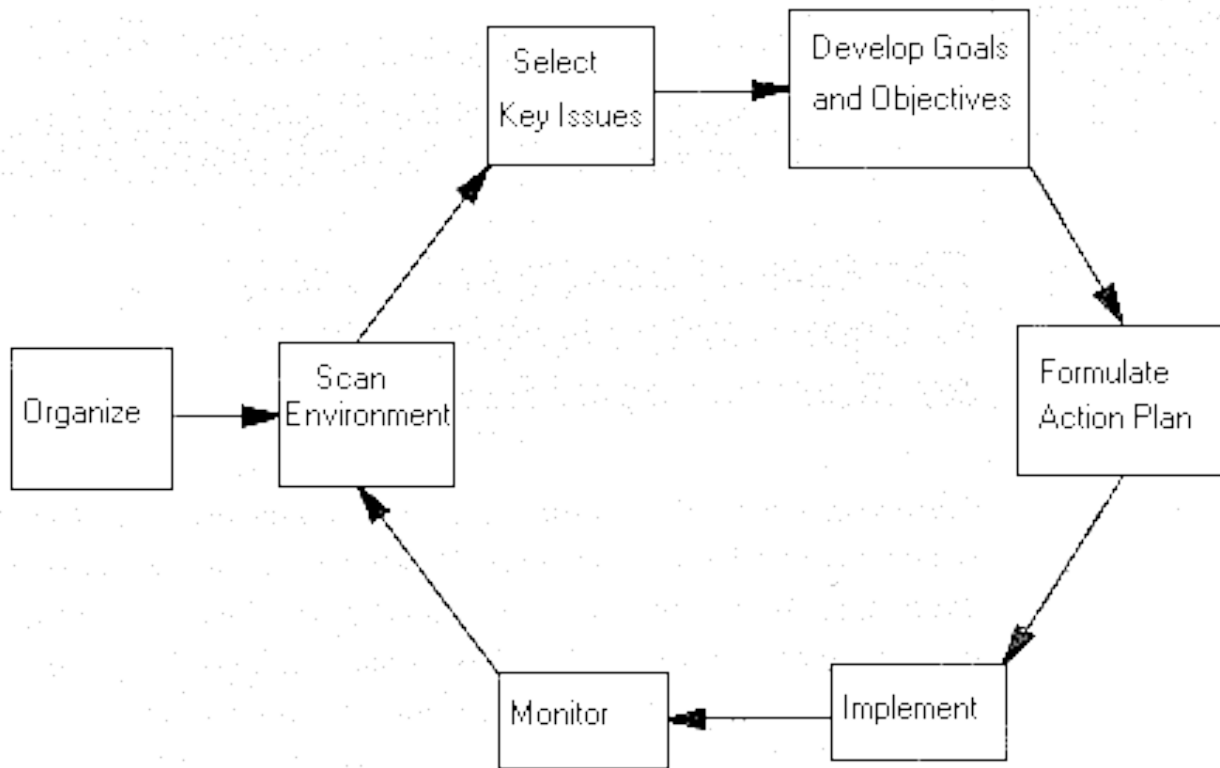 Select
Key Issues
Develop Goals
and Objectives
Organize
Scan
Environment
Formulate
Action Plan
Monitor
Implement